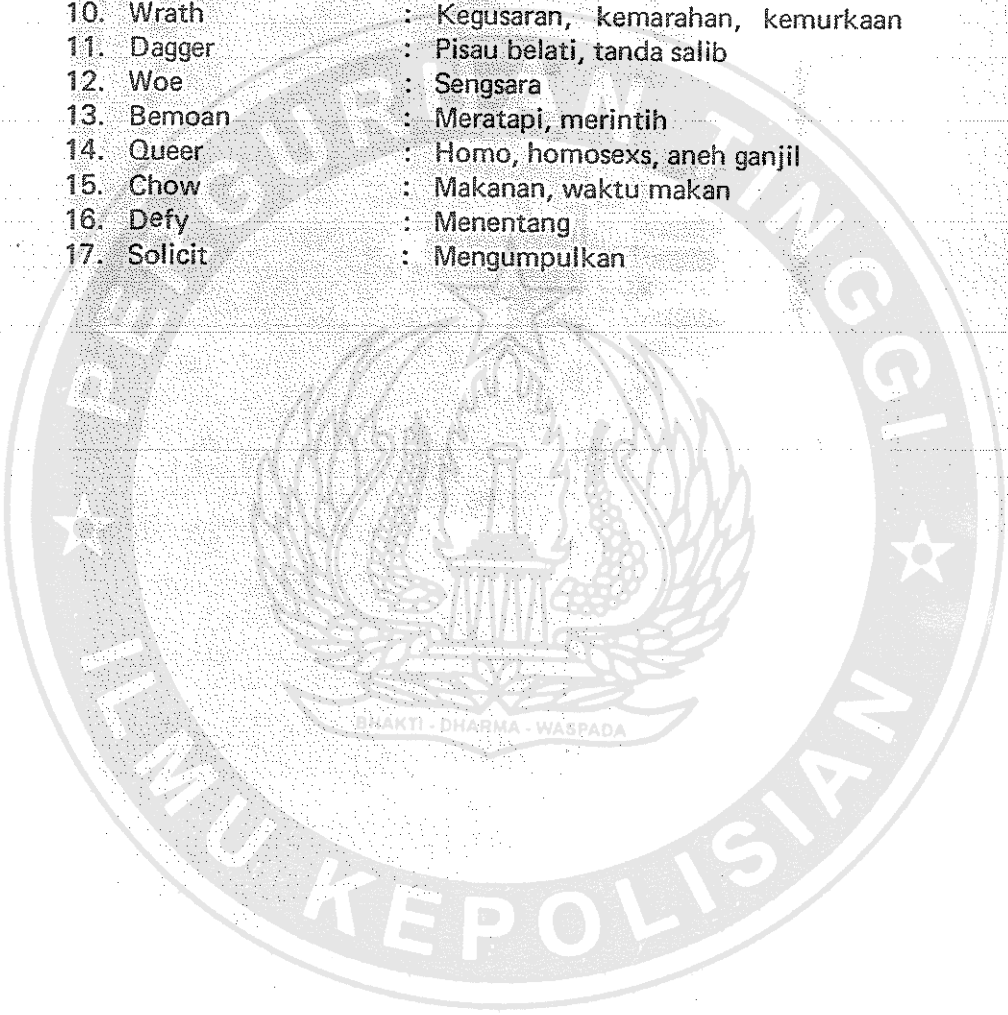 10. Wrath : Kegusaran, kemarahan, kemurkaan
11. Dagger : Pisau belati, tanda salib
12. Woe : Sengsara
13. Bemoan : Meratapi, merintih
14. Queer : Homo, homosexs, aneh ganjil
15. Chow : Makanan, waktu makan
16. Defy : Menentang
17. Solicit : Mengumpulkan
PERGURUAN TINGGI
BHAKTI - DHARMA - WASPADA
ILMU KEPOLISIAN